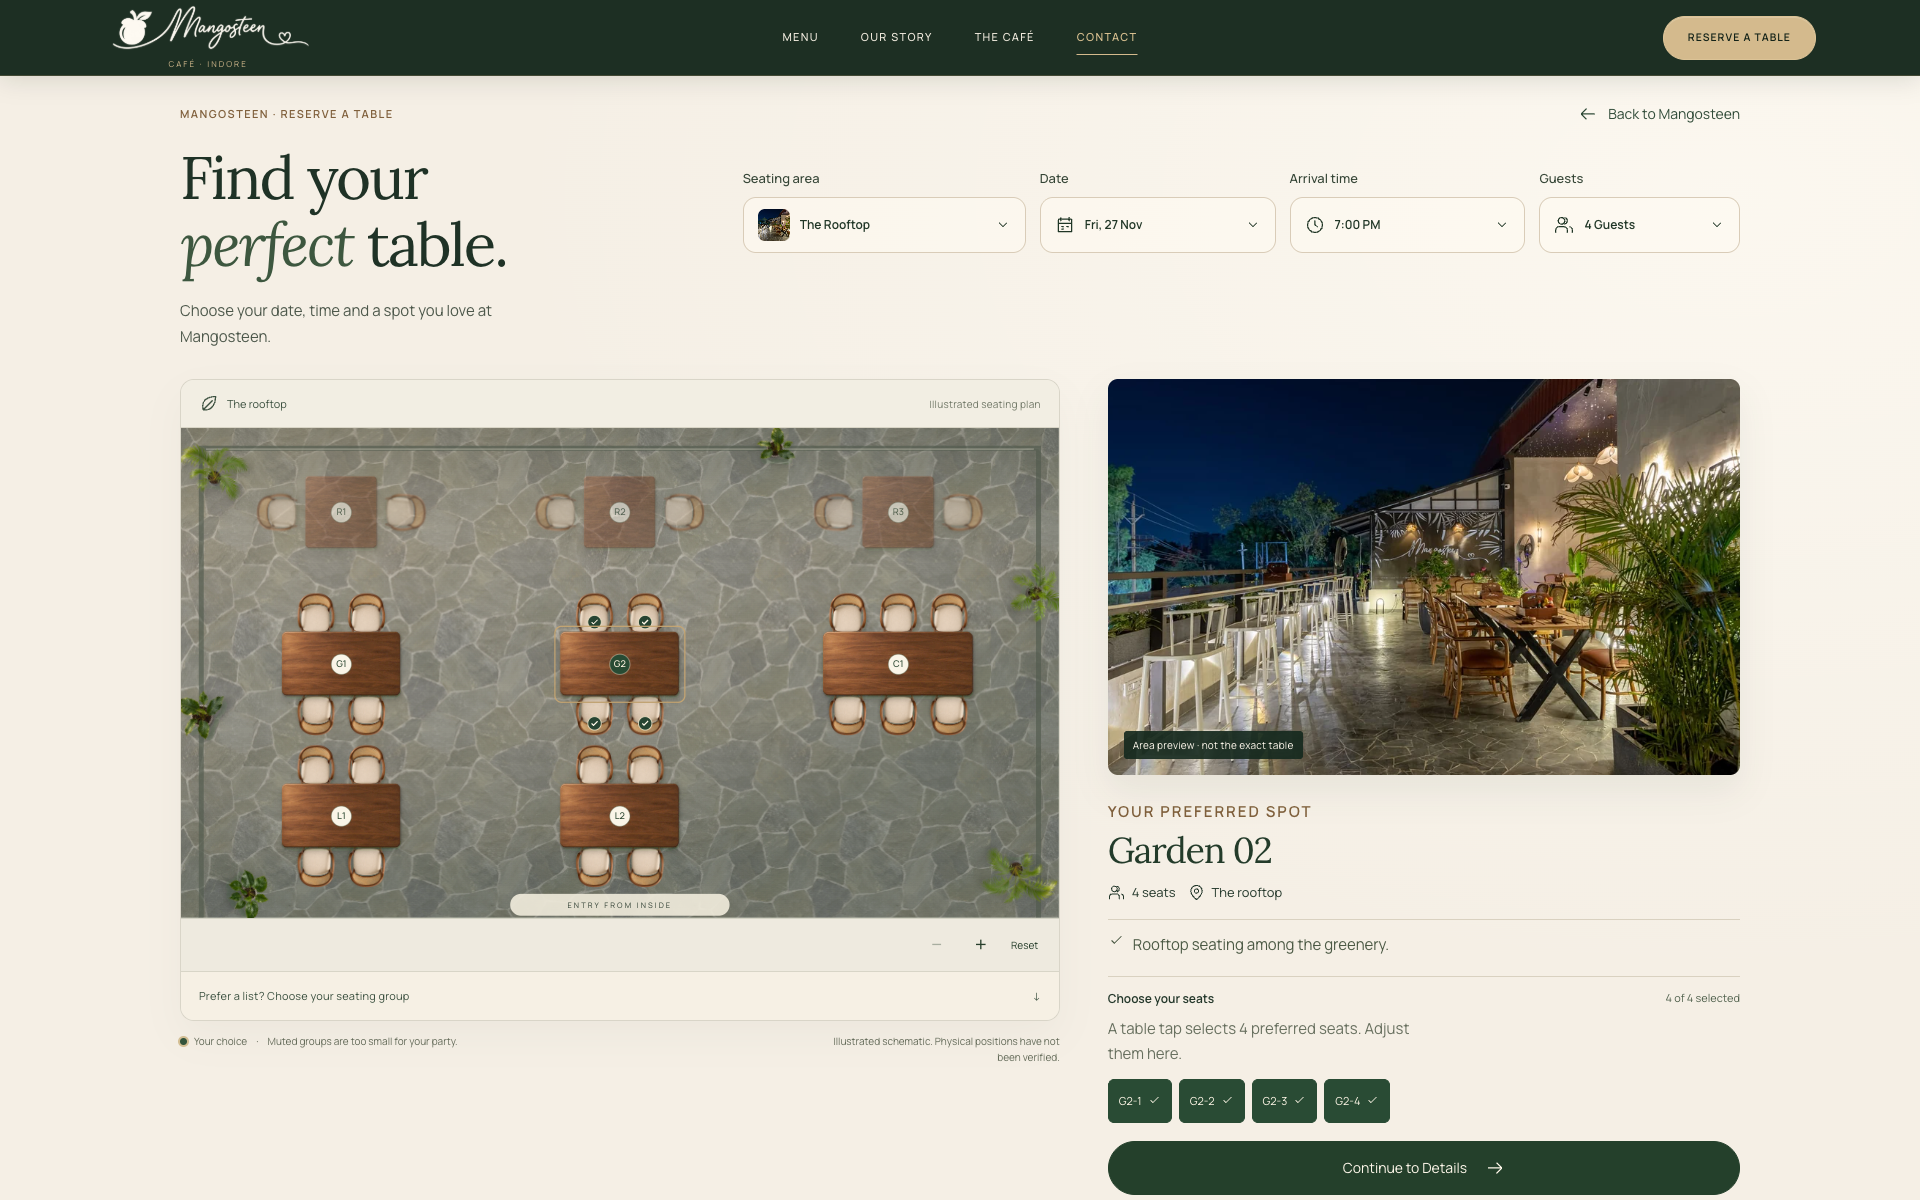 Mangosteen
CAFÉ · INDORE
MENU
OUR STORY
THE CAFÉ
CONTACT
RESERVE A TABLE
MANGOSTEEN · RESERVE A TABLE
Back to Mangosteen
Find your
perfect table.
Choose your date, time and a spot you love at
Mangosteen.
Seating area
The Rooftop
Date
Fri, 27 Nov
Arrival time
7:00 PM
Guests
4 Guests
The rooftop
Illustrated seating plan
R1
R2
R3
G1
G2
C1
L1
L2
ENTRY FROM INSIDE
Reset
Prefer a list? Choose your seating group
Your choice · Muted groups are too small for your party.
Illustrated schematic. Physical positions have not
been verified.
Mangosteen
Area preview · not the exact table
YOUR PREFERRED SPOT
Garden 02
4 seats
The rooftop
Rooftop seating among the greenery.
Choose your seats
4 of 4 selected
A table tap selects 4 preferred seats. Adjust
them here.
G2-1
G2-2
G2-3
G2-4
Continue to Details